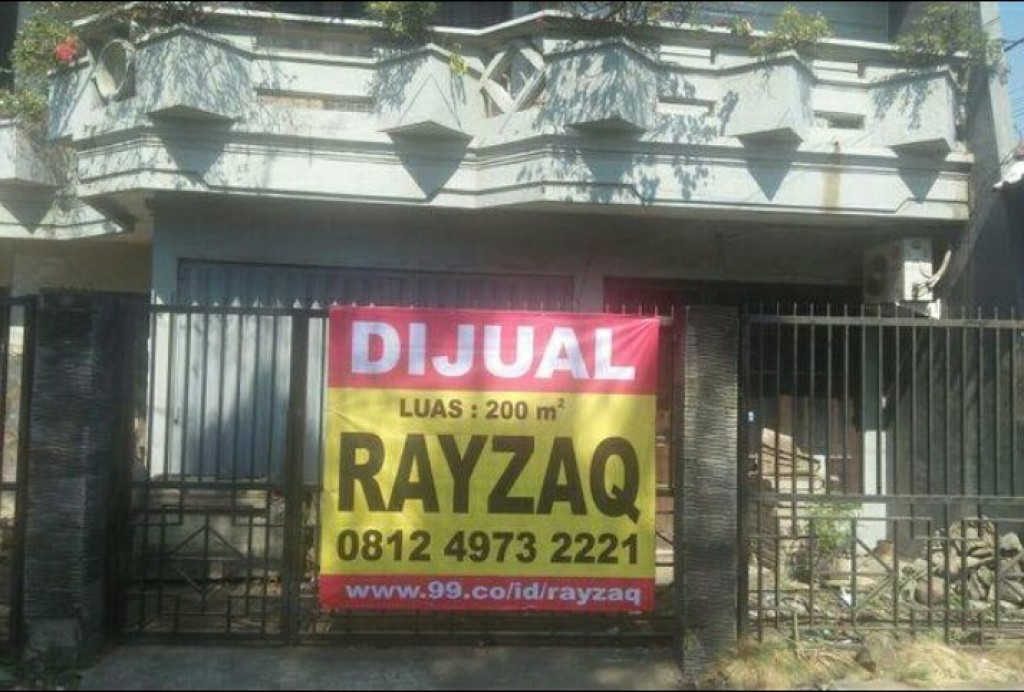 DIJUAL
LUAS : 200 m²
RAYZAQ
0812 4973 2221
www.99.co/id/rayzaq